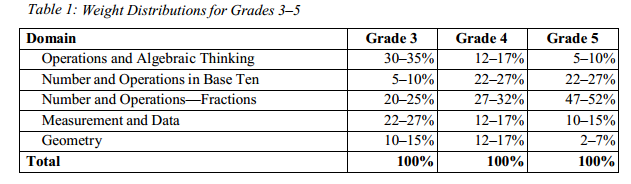 Table 1: Weight Distributions for Grades 3–5
Domain Grade 3 Grade 4 Grade 5
Operations and Algebraic Thinking 30–35% 12–17% 5–10%
Number and Operations in Base Ten 5–10% 22–27% 22–27%
Number and Operations—Fractions 20–25% 27–32% 47–52%
Measurement and Data 22–27% 12–17% 10–15%
Geometry 10–15% 12–17% 2–7%
Total 100% 100% 100%